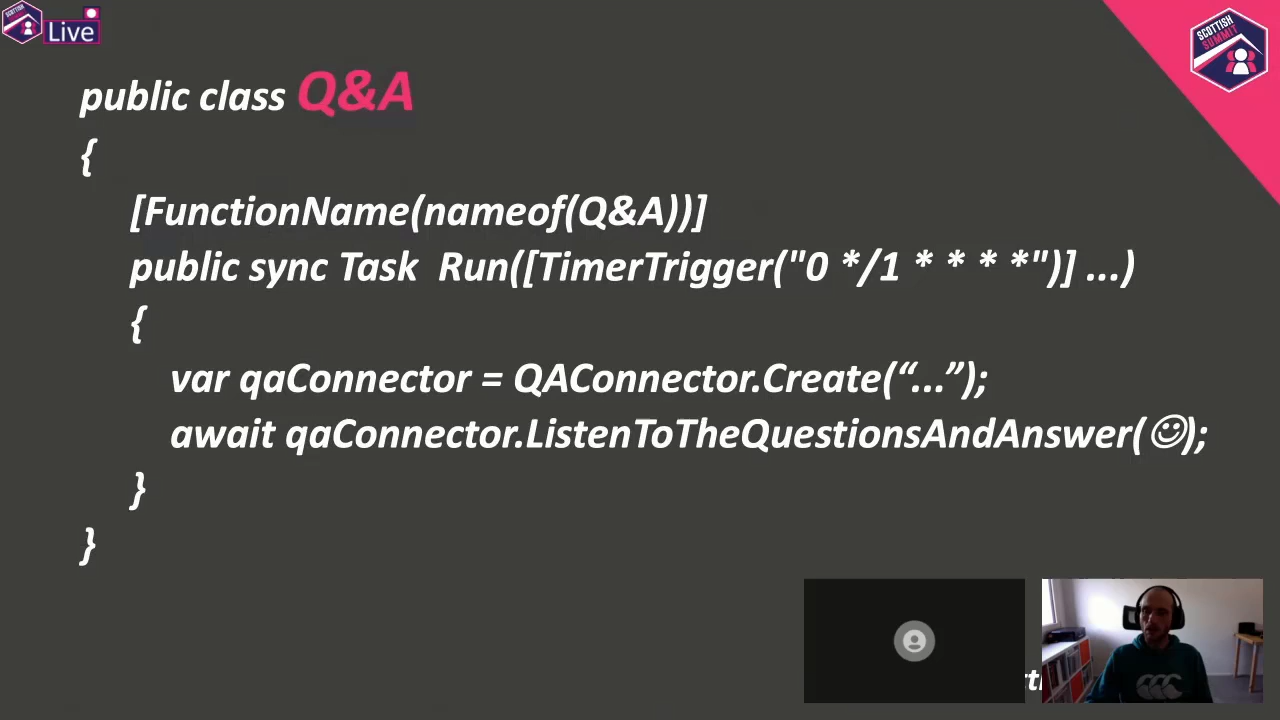 SCOTTISH
Live
SCOTTISH
SUMMIT
public class Q&A
{
[FunctionName(nameof(Q&A))]
public sync Task Run([TimerTrigger("0 */1 * * * *")] ...)
{
var qaConnector = QAConnector.Create(“...”);
await qaConnector.ListenToTheQuestionsAndAnswer(☺);
}
}